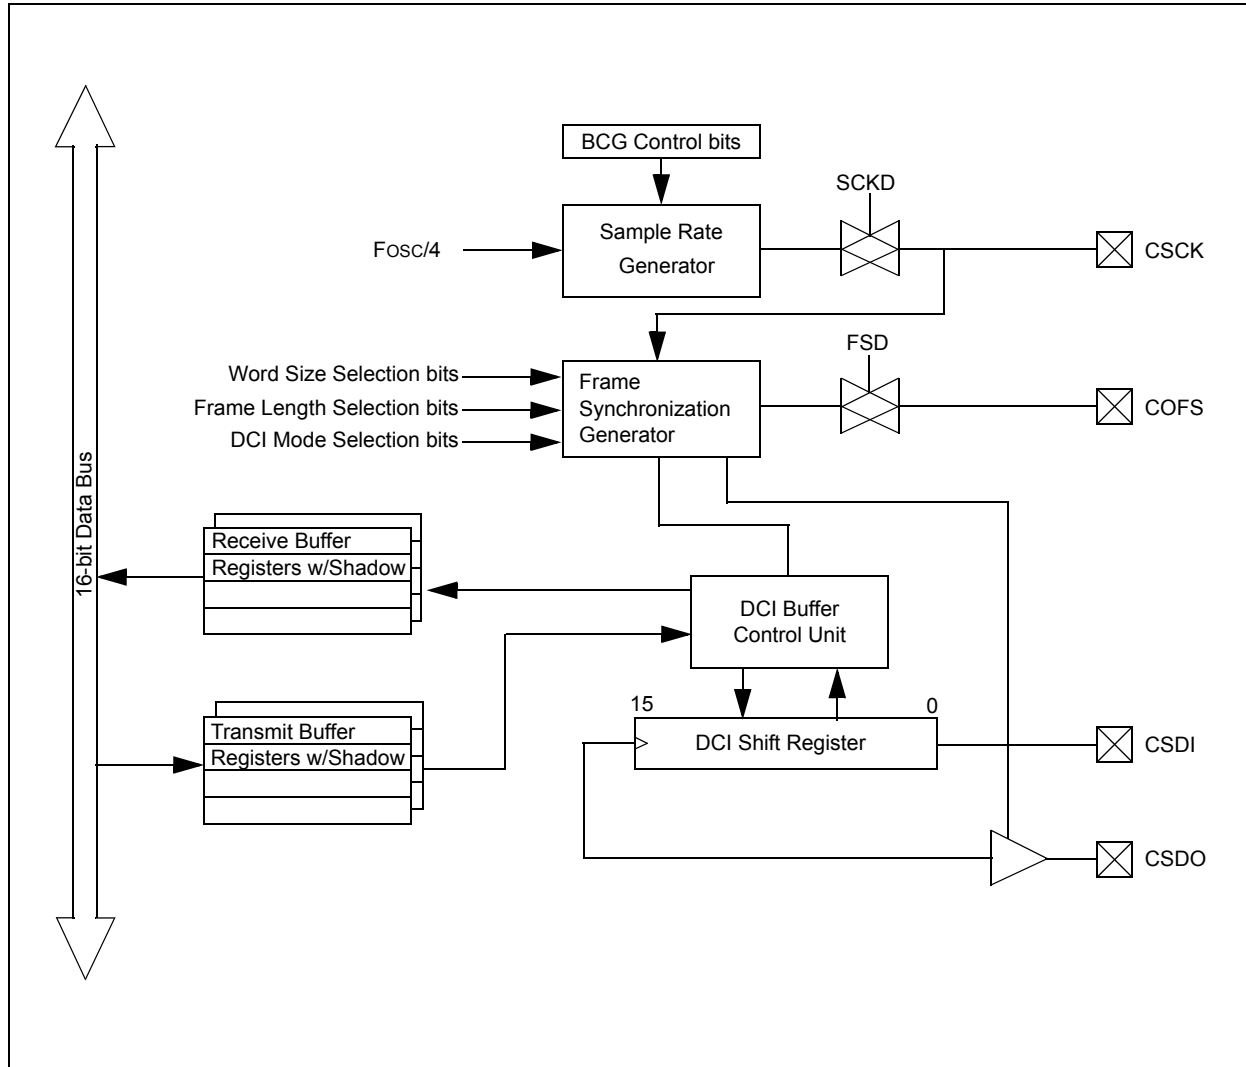 BCG Control bits
SCKD
Sample Rate
Generator
FOSC/4
CSCK
FSD
Word Size Selection bits
Frame Length Selection bits
DCI Mode Selection bits
Frame
Synchronization
Generator
COFS
16-bit Data Bus
Receive Buffer
Registers w/Shadow
DCI Buffer
Control Unit
15
0
Transmit Buffer
Registers w/Shadow
DCI Shift Register
CSDI
CSDO